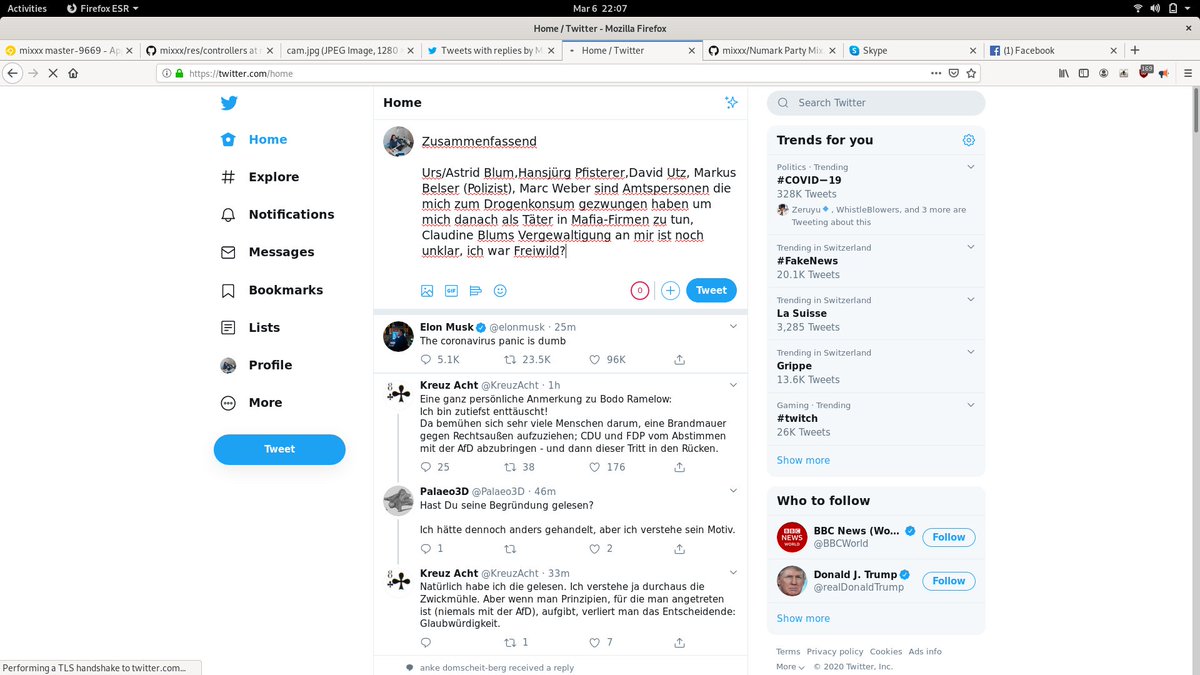 Activities
Firefox ESR
Mar 6 22:07
Home / Twitter - Mozilla Firefox
mixxx master-9669 - Ap
mixxx/res/controllers at
cam.jpg (JPEG Image, 1280
Tweets with replies by M
Home / Twitter
mixxx/Numark Party Mix
Skype
(1) Facebook
https://twitter.com/home
169
Home
Explore
Notifications
Messages
Bookmarks
Lists
Profile
More
Tweet
Home
Zusammenfassend
Urs/Astrid Blum,Hansjürg Pfisterer,David Utz, Markus
Belser (Polizist), Marc Weber sind Amtspersonen die
mich zum Drogenkonsum gezwungen haben um
mich danach als Täter in Mafia-Firmen zu tun,
Claudine Blums Vergewaltigung an mir ist noch
unklar, ich war Freiwild?
GIF
0
Tweet
Elon Musk @elonmusk · 25m
The coronavirus panic is dumb
5.1K 23.5K 96K
Kreuz Acht @KreuzAcht · 1h
Eine ganz persönliche Anmerkung zu Bodo Ramelow:
Ich bin zutiefst enttäuscht!
Da bemühen sich sehr viele Menschen darum, eine Brandmauer
gegen Rechtsaußen aufzuziehen; CDU und FDP vom Abstimmen
mit der AfD abzubringen - und dann dieser Tritt in den Rücken.
25 38 176
Palaeo3D @Palaeo3D · 46m
Hast Du seine Begründung gelesen?
Ich hätte dennoch anders gehandelt, aber ich verstehe sein Motiv.
1 2
Kreuz Acht @KreuzAcht · 33m
Natürlich habe ich die gelesen. Ich verstehe ja durchaus die
Zwickmühle. Aber wenn man Prinzipien, für die man angetreten
ist (niemals mit der AfD), aufgibt, verliert man das Entscheidende:
Glaubwürdigkeit.
1 7
anke domscheit-berg received a reply
Search Twitter
Trends for you
Politics · Trending
#COVID—19
328K Tweets
Zeruyu , WhistleBlowers, and 3 more are
Tweeting about this
Trending in Switzerland
#FakeNews
20.1K Tweets
Trending in Switzerland
La Suisse
3,285 Tweets
Trending in Switzerland
Grippe
13.6K Tweets
Gaming · Trending
#twitch
26K Tweets
Show more
Who to follow
BBC NEWS WORLD
BBC News (Wo...
@BBCWorld
Follow
Donald J. Trump
@realDonaldTrump
Follow
Show more
Terms Privacy policy Cookies Ads info
More © 2020 Twitter, Inc.
Performing a TLS handshake to twitter.com...